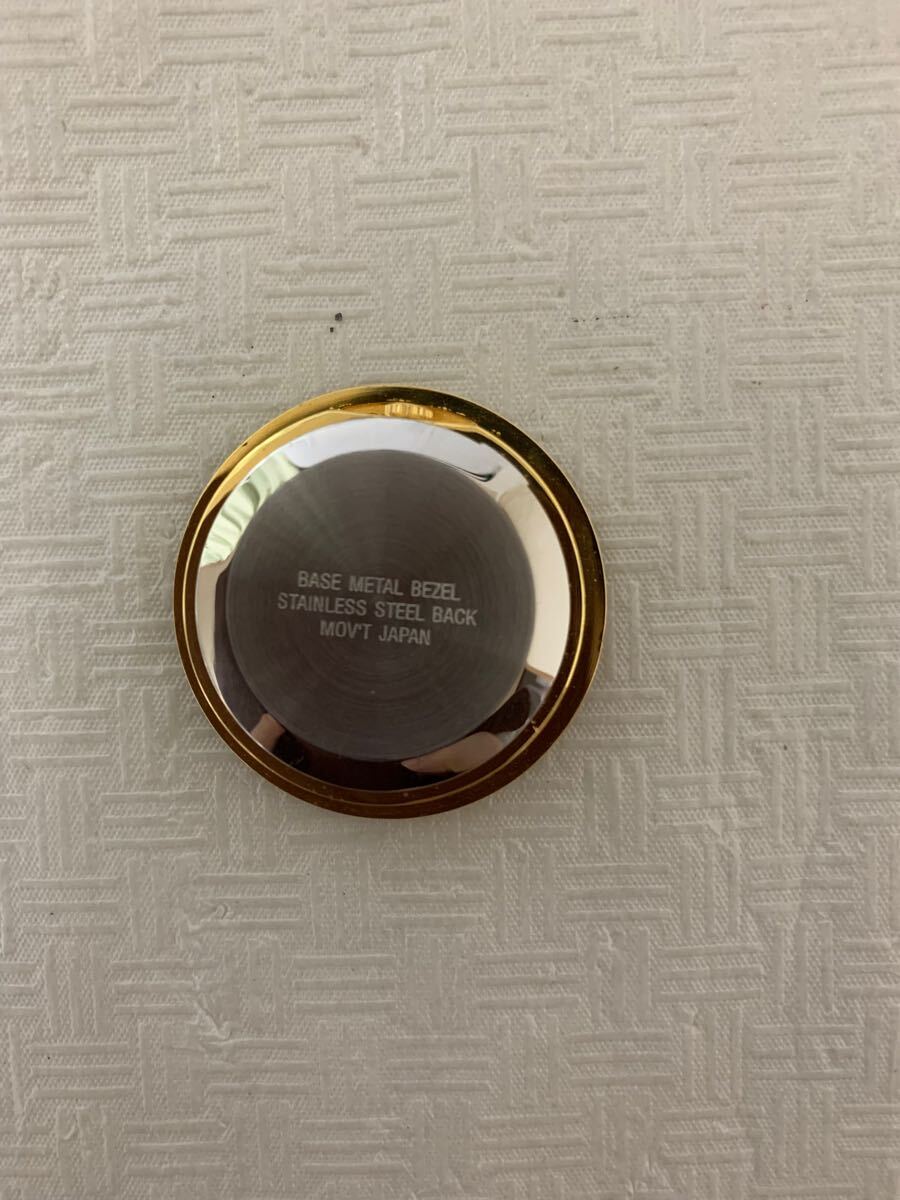 BASE METAL BEZEL
STAINLESS STEEL BACK
MOV'T JAPAN